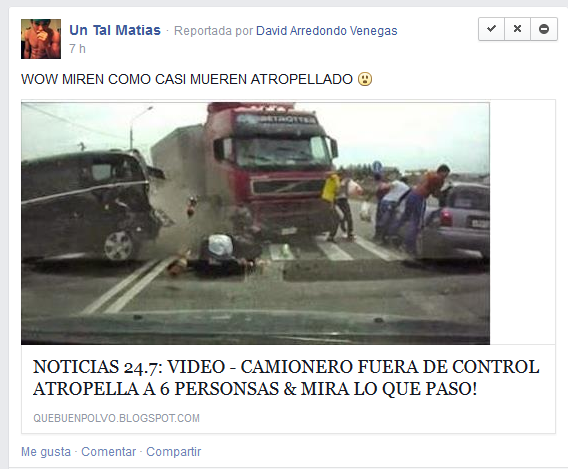 Un Tal Matias · Reportada por David Arredondo Venegas
7 h
WOW MIREN COMO CASI MUEREN ATROPELLADO
NOTICIAS 24.7: VIDEO - CAMIONERO FUERA DE CONTROL
ATROPELLA A 6 PERSONSAS & MIRA LO QUE PASO!
QUEBUENPOLVO.BLOGSPOT.COM
Me gusta · Comentar · Compartir